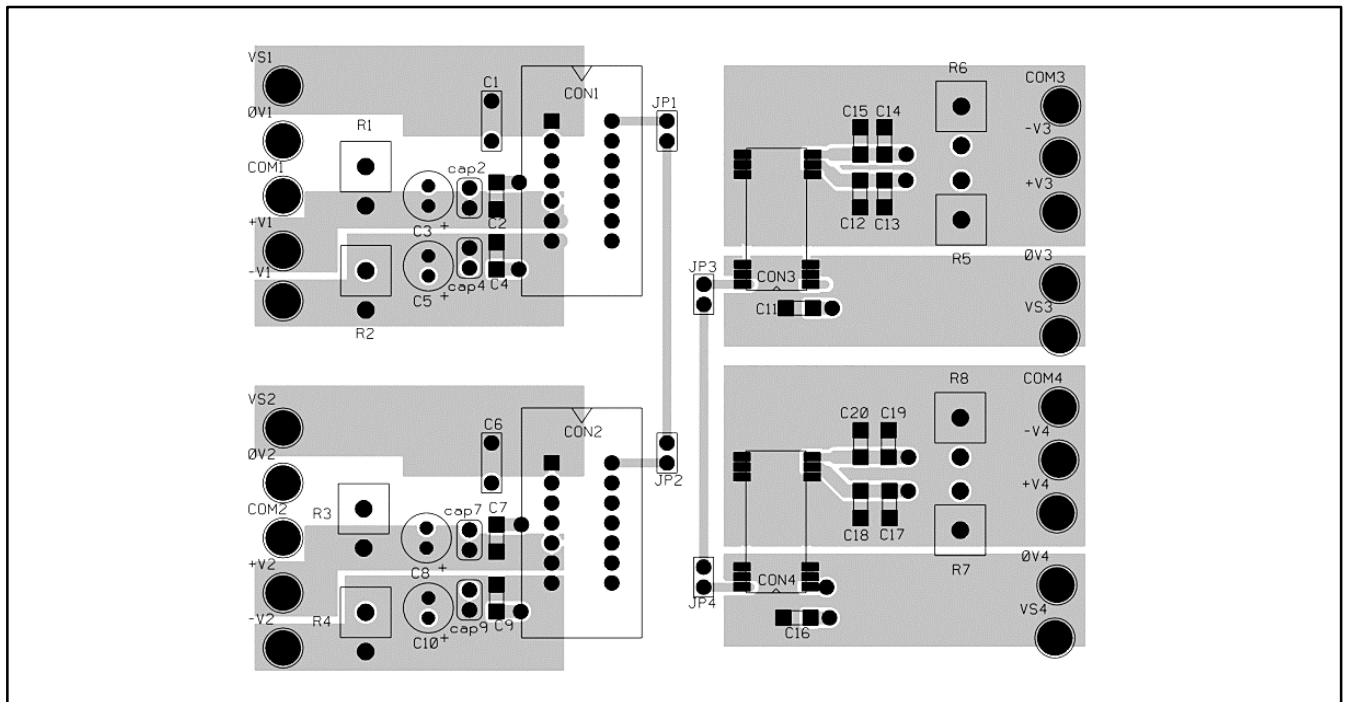 VS1
C1
CON1
JP1
ØV1
R1
COM1
cap2
C2
C3 +
+V1
C4
cap4
-V1
C5 +
R2
R6
COM3
C15 C14
-V3
+V3
C12 C13
R5
JP3
CON3
ØV3
C11
VS3
VS2
C6
CON2
ØV2
JP2
COM2
R3
cap7
C7
+V2
C8 +
-V2
R4
C10 +
cap9
C9
R8
COM4
C20 C19
-V4
+V4
C18 C17
R7
ØV4
CON4
JP4
VS4
C16